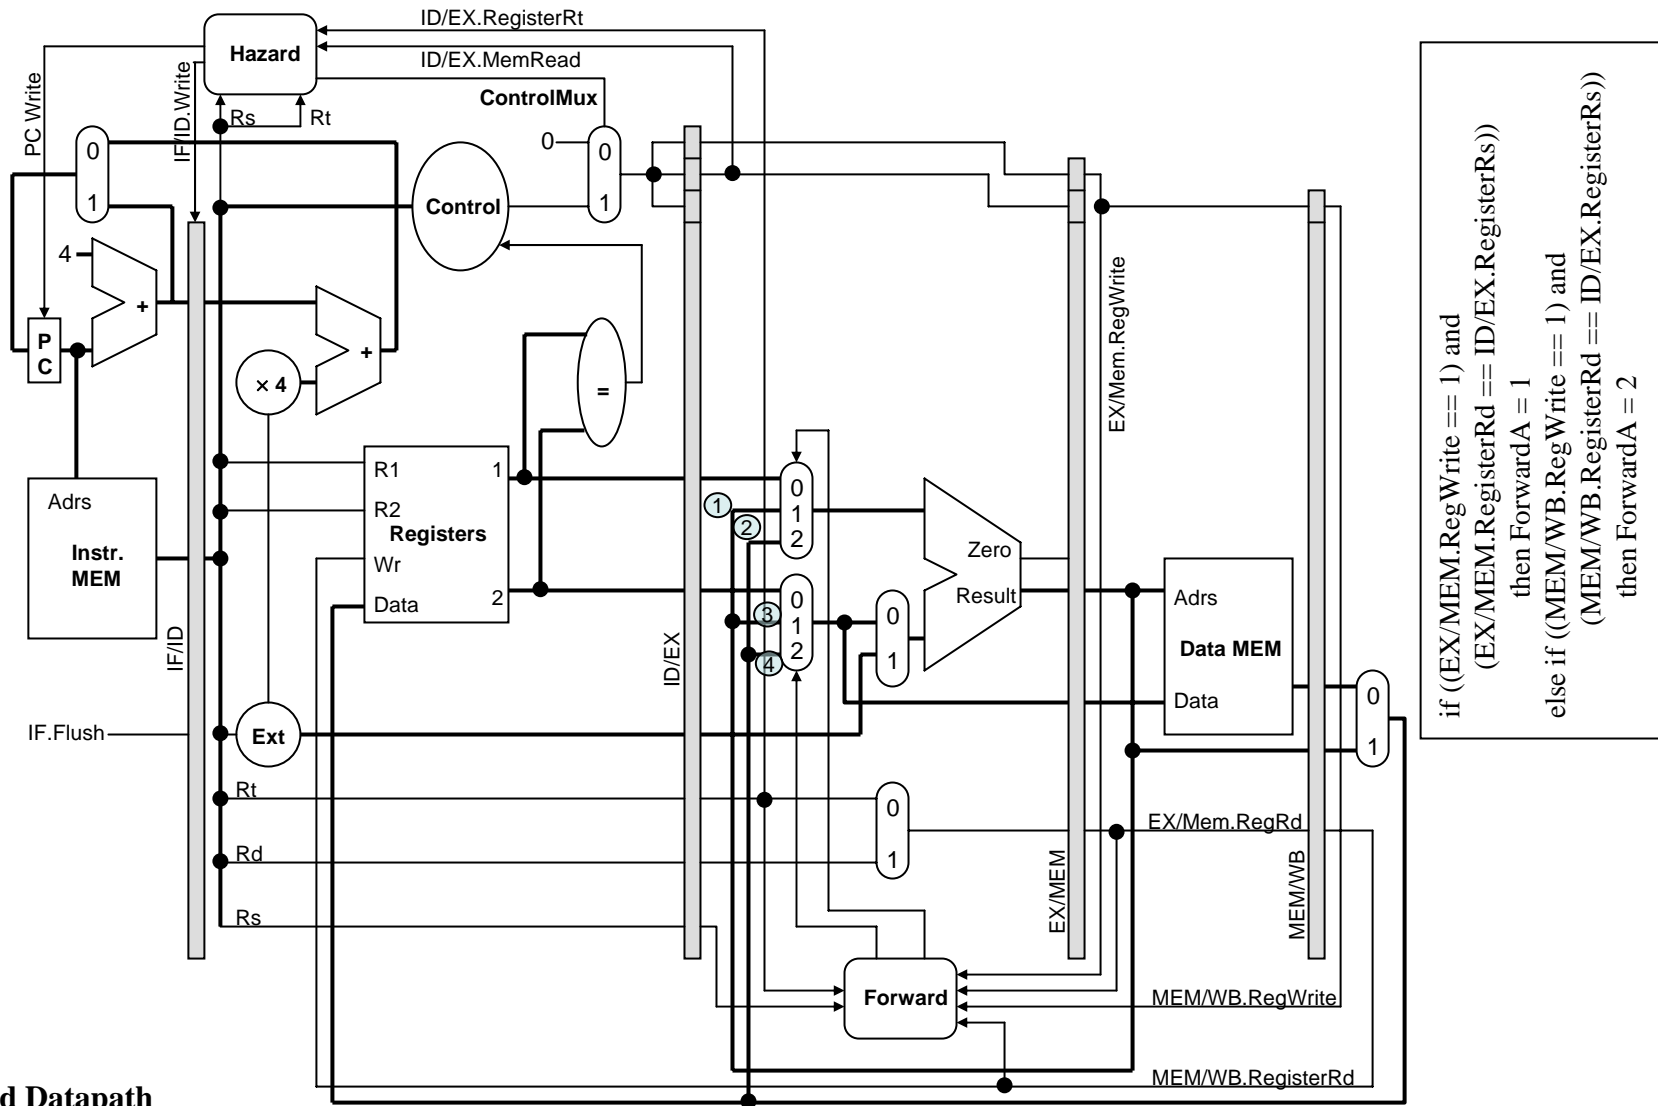 ID/EX.RegisterRt
Hazard
ID/EX.MemRead
PC Write
IF/ID.Write
ControlMux
Rs
Rt
0
0
1
0
1
Control
4
+
P
C
+
× 4
=
EX/Mem.RegWrite
R1
1
R2
Registers
Wr
Data
2
Adrs
Instr.
MEM
IF/ID
ID/EX
1
2
0
1
2
3
4
0
1
2
0
1
Zero
Result
Adrs
Data MEM
Data
0
1
IF.Flush
Ext
Rt
0
1
Rd
EX/Mem.RegRd
Rs
EX/MEM
MEM/WB
Forward
MEM/WB.RegWrite
MEM/WB.RegisterRd
d Datapath
if ((EX/MEM.RegWrite == 1) and
(EX/MEM.RegisterRd == ID/EX.RegisterRs))
then ForwardA = 1
else if ((MEM/WB.RegWrite == 1) and
(MEM/WB.RegisterRd == ID/EX.RegisterRs))
then ForwardA = 2